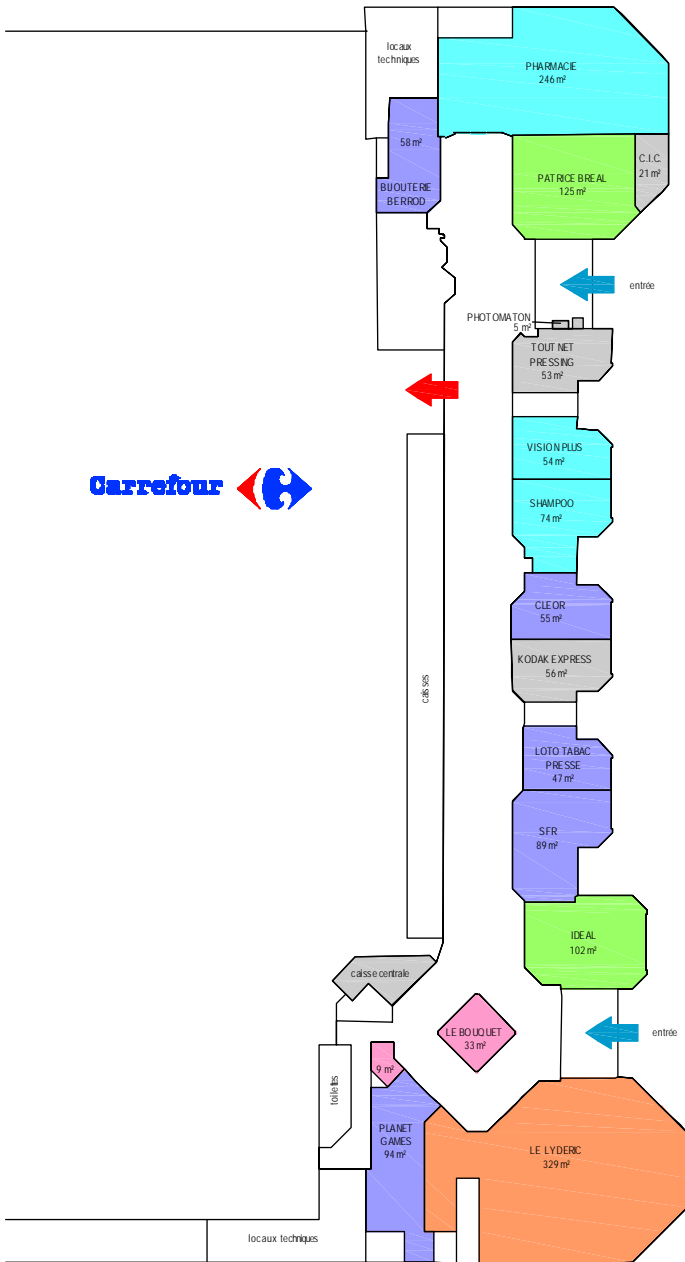 locaux
techniques
PHARMACIE
246 m²
58 m²
BIJOUTERIE
BERROD
PATRICE BREAL
125 m²
C.I.C.
21 m²
entrée
PHOTOMATON
5 m²
TOUT NET
PRESSING
53 m²
VISION PLUS
54 m²
Carrefour
SHAMPOO
74 m²
CLEOR
55 m²
KODAK EXPRESS
56 m²
caisses
LOTO TABAC
PRESSE
47 m²
SFR
89 m²
IDEAL
102 m²
caisse centrale
LE BOUQUET
33 m²
entrée
9 m²
toilettes
PLANET
GAMES
94 m²
LE LYDERIC
329 m²
locaux techniques